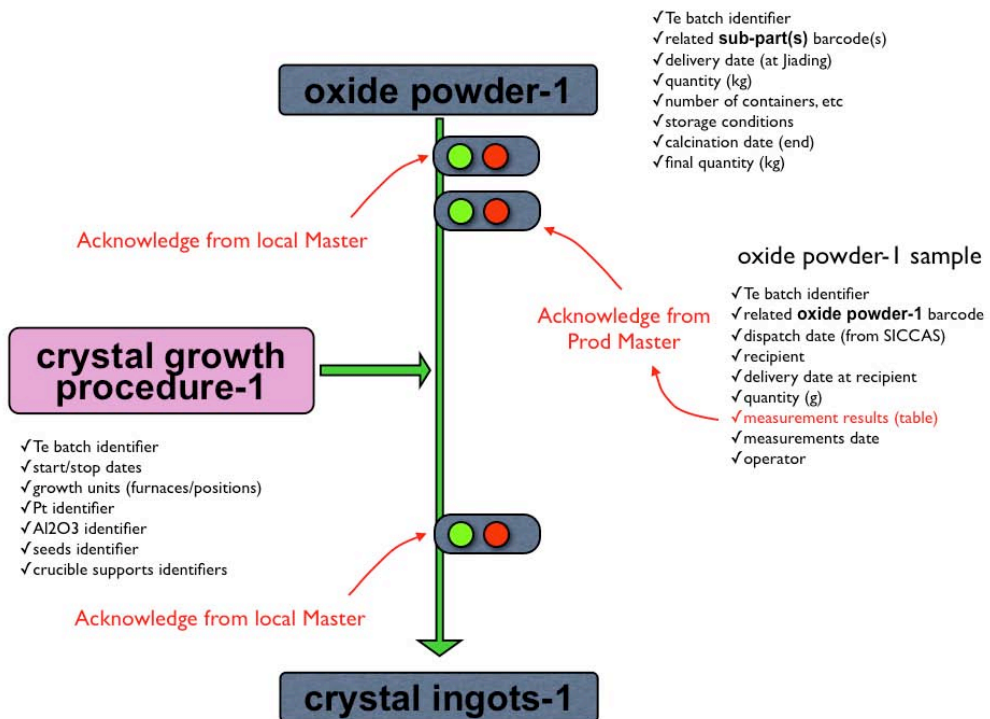 ✓Te batch identifier
✓related sub-part(s) barcode(s)
✓delivery date (at Jiading)
✓quantity (kg)
✓number of containers, etc
✓storage conditions
✓calcination date (end)
✓final quantity (kg)
oxide powder-1
Acknowledge from local Master
oxide powder-1 sample
✓Te batch identifier
✓related oxide powder-1 barcode
✓dispatch date (from SICCAS)
✓recipient
✓delivery date at recipient
✓quantity (g)
✓measurement results (table)
✓measurements date
✓operator
Acknowledge from
Prod Master
crystal growth
procedure-1
✓Te batch identifier
✓start/stop dates
✓growth units (furnaces/positions)
✓Pt identifier
✓Al2O3 identifier
✓seeds identifier
✓crucible supports identifiers
Acknowledge from local Master
crystal ingots-1